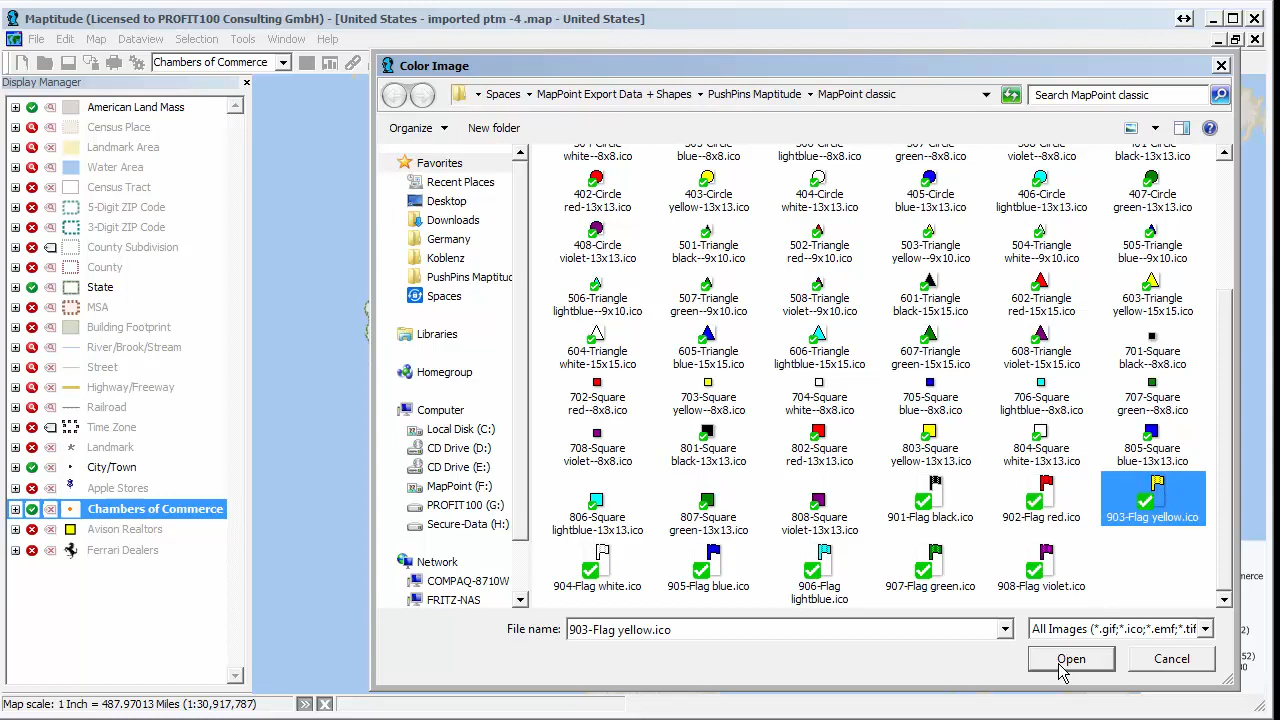 Maptitude (Licensed to PROFIT100 Consulting GmbH) - [United States - imported ptm -4 .map - United States]
File Edit Map Dataview Selection Tools Window Help
Chambers of Commerce
Display Manager
American Land Mass
Census Place
Landmark Area
Water Area
Census Tract
5-Digit ZIP Code
3-Digit ZIP Code
County Subdivision
County
State
MSA
Building Footprint
River/Brook/Stream
Street
Highway/Freeway
Railroad
Time Zone
Landmark
City/Town
Apple Stores
Chambers of Commerce
Avison Realtors
Ferrari Dealers
Map scale: 1 Inch = 487.97013 Miles (1:30,917,787)
Color Image
Spaces MapPoint Export Data + Shapes PushPins Maptitude MapPoint classic
Search MapPoint classic
Organize New folder
Favorites
Recent Places
Desktop
Downloads
Germany
Koblenz
PushPins Maptitud
Spaces
Libraries
Homegroup
Computer
Local Disk (C:)
CD Drive (D:)
CD Drive (E:)
MapPoint (F:)
PROFIT100 (G:)
Secure-Data (H:)
Network
COMPAQ-8710W
FRITZ-NAS
white--8x8.ico blue--8x8.ico lightblue--8x8.ico green--8x8.ico violet--8x8.ico black-13x13.ico
402-Circle 403-Circle 404-Circle 405-Circle 406-Circle 407-Circle
red-13x13.ico yellow-13x13.ico white-13x13.ico blue-13x13.ico lightblue-13x13.ico green-13x13.ico
408-Circle 501-Triangle 502-Triangle 503-Triangle 504-Triangle 505-Triangle
violet-13x13.ico black--9x10.ico red--9x10.ico yellow--9x10.ico white--9x10.ico blue--9x10.ico
506-Triangle 507-Triangle 508-Triangle 601-Triangle 602-Triangle 603-Triangle
lightblue--9x10.ico green--9x10.ico violet--9x10.ico black-15x15.ico red-15x15.ico yellow-15x15.ico
604-Triangle 605-Triangle 606-Triangle 607-Triangle 608-Triangle 701-Square
white-15x15.ico blue-15x15.ico lightblue-15x15.ico green-15x15.ico violet-15x15.ico black--8x8.ico
702-Square 703-Square 704-Square 705-Square 706-Square 707-Square
red--8x8.ico yellow--8x8.ico white--8x8.ico blue--8x8.ico lightblue--8x8.ico green--8x8.ico
708-Square 801-Square 802-Square 803-Square 804-Square 805-Square
violet--8x8.ico black-13x13.ico red-13x13.ico yellow-13x13.ico white-13x13.ico blue-13x13.ico
806-Square 807-Square 808-Square 901-Flag black.ico 902-Flag red.ico 903-Flag yellow.ico
lightblue-13x13.ico green-13x13.ico violet-13x13.ico
904-Flag white.ico 905-Flag blue.ico 906-Flag 907-Flag green.ico 908-Flag violet.ico
lightblue.ico
File name: 903-Flag yellow.ico
All Images (*.gif;*.ico;*.emf;*.tif
Open Cancel